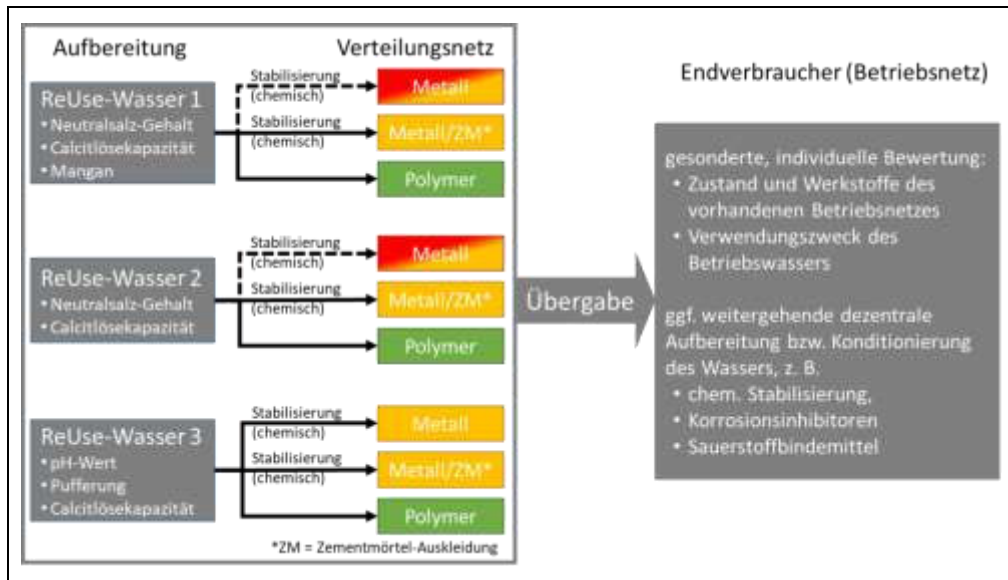 Aufbereitung
Verteilungsnetz
ReUse-Wasser 1
• Neutralsalz-Gehalt
• Calcitlösekapazität
• Mangan
Stabilisierung
(chemisch)
Metall
Stabilisierung
(chemisch)
Metall/ZM*
Polymer
ReUse-Wasser 2
• Neutralsalz-Gehalt
• Calcitlösekapazität
Stabilisierung
(chemisch)
Metall
Stabilisierung
(chemisch)
Metall/ZM*
Polymer
ReUse-Wasser 3
• pH-Wert
• Pufferung
• Calcitlösekapazität
Stabilisierung
(chemisch)
Metall
Stabilisierung
(chemisch)
Metall/ZM*
Polymer
*ZM = Zementmörtel-Auskleidung
Übergabe
Endverbraucher (Betriebsnetz)
gesonderte, individuelle Bewertung:
• Zustand und Werkstoffe des
vorhandenen Betriebsnetzes
• Verwendungszweck des
Betriebswassers
ggf. weitergehende dezentrale
Aufbereitung bzw. Konditionierung
des Wassers, z. B.
• chem. Stabilisierung,
• Korrosionsinhibitoren
• Sauerstoffbindemittel